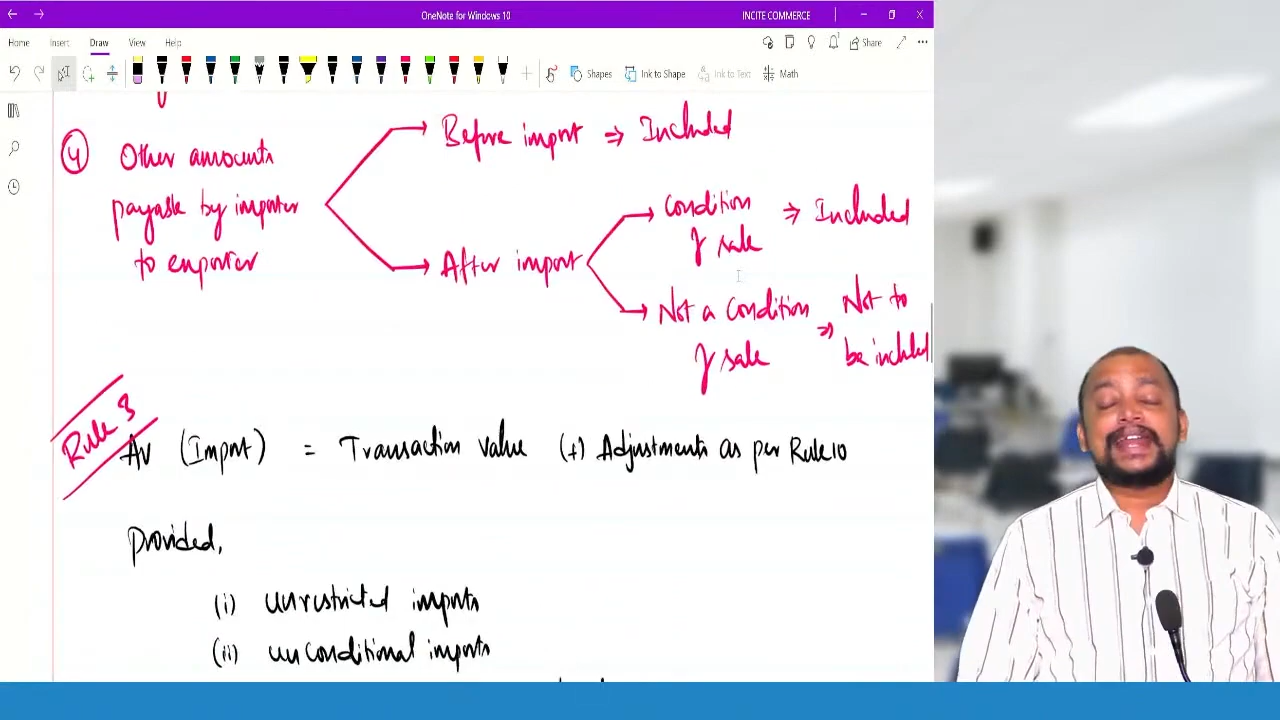 OneNote for Windows 10
INCITE COMMERCE
Home Insert Draw View Help
Share
Shapes
Ink to Shape
Ink to Text
Math
4 Other amounts
payable by importer
to exporter
Before import ⇒ Included
After import
Condition
of sale ⇒ Included
Not a Condition
of sale ⇒ Not to
be included
Rule 3
AV (Import) = Transaction value (+) Adjustments as per Rule 10
Provided,
(i) unrestricted imports
(ii) unconditional imports